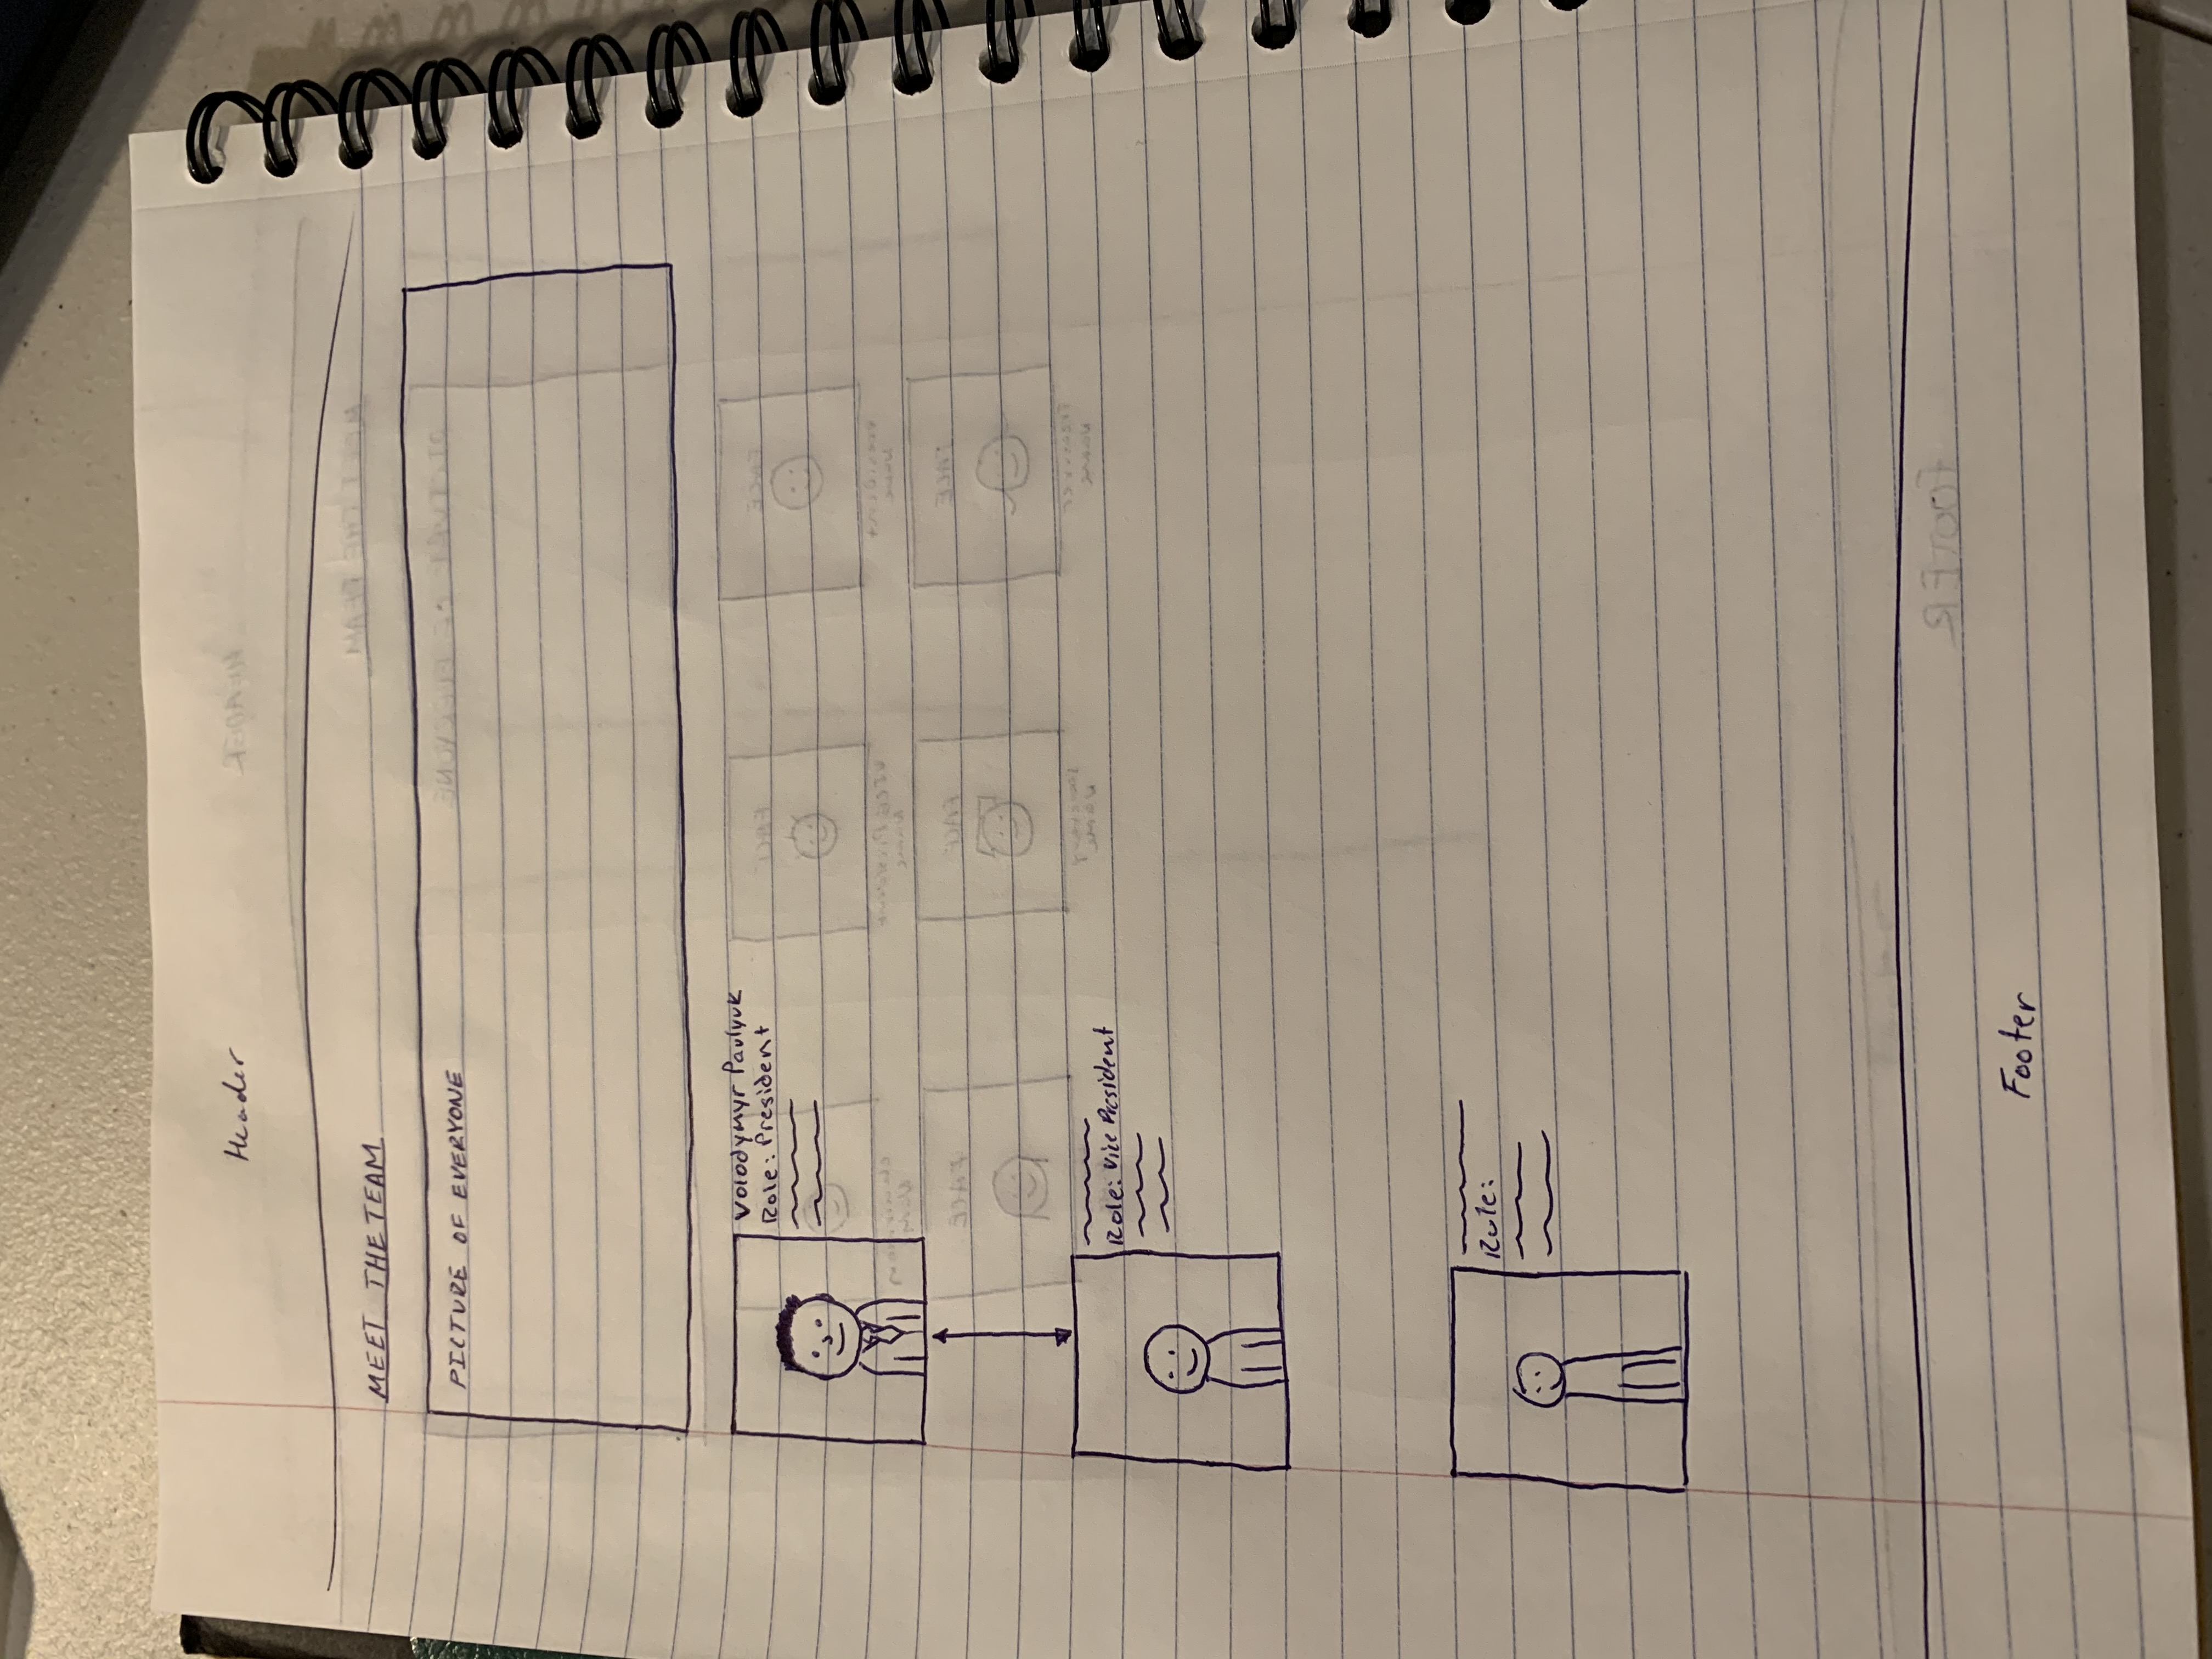 Header
MEET THE TEAM
PICTURE OF EVERYONE
Volodymyr Pavlyuk
Role: President
Role: Vice President
Role:
Footer